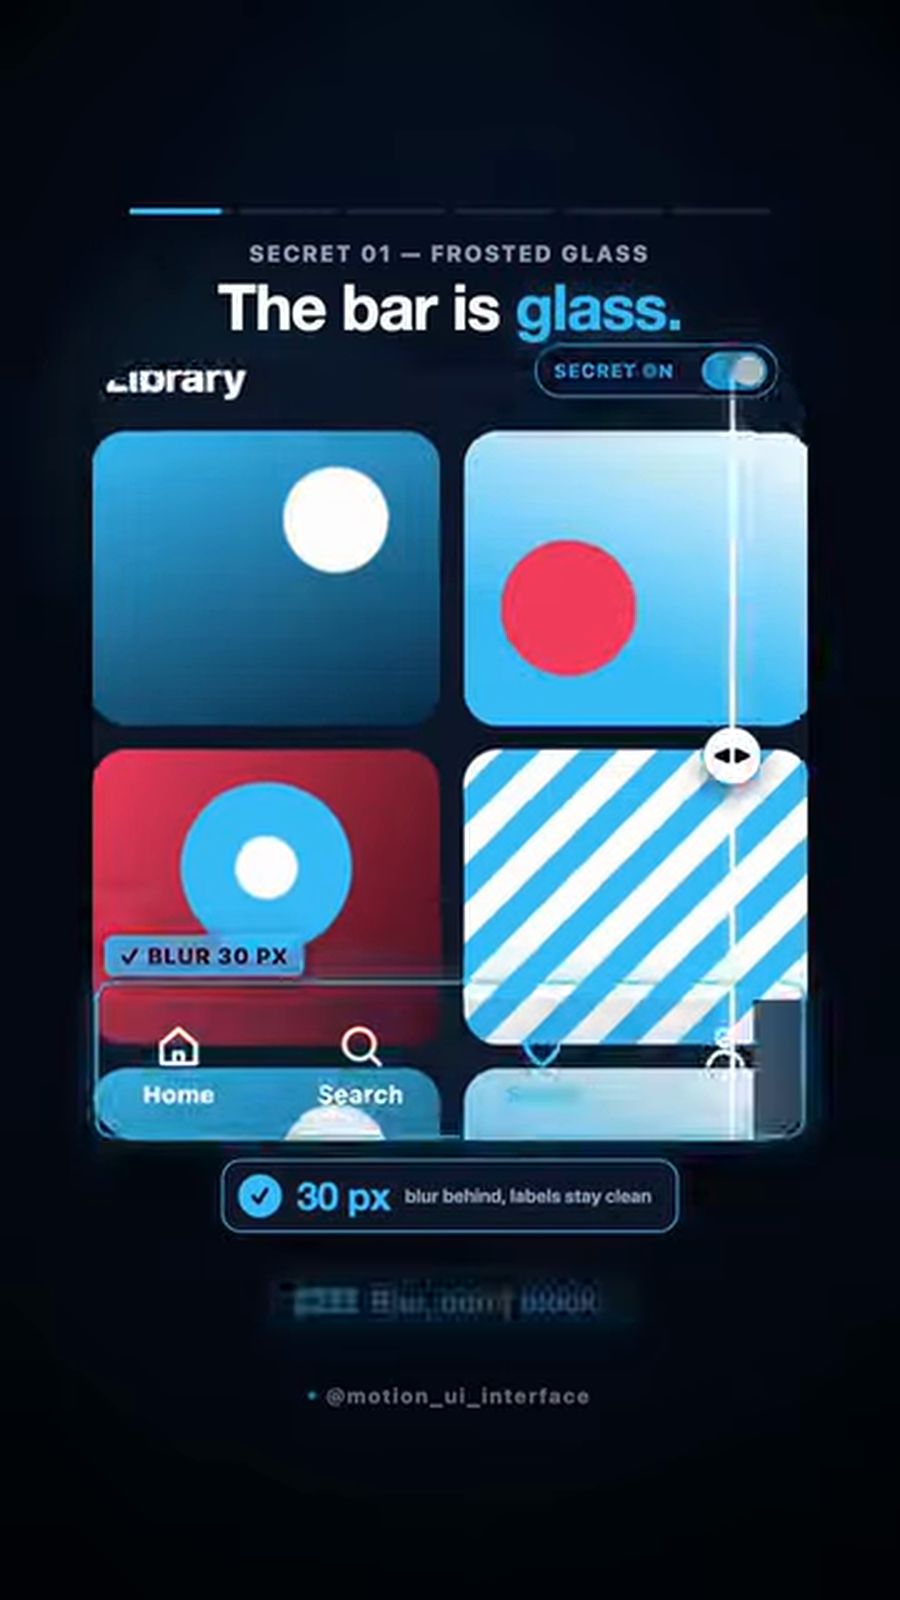 SECRET 01 — FROSTED GLASS
The bar is glass.
Library
SECRET ON
✓ BLUR 30 PX
Home
Search
30 px blur behind, labels stay clean
@motion_ui_interface